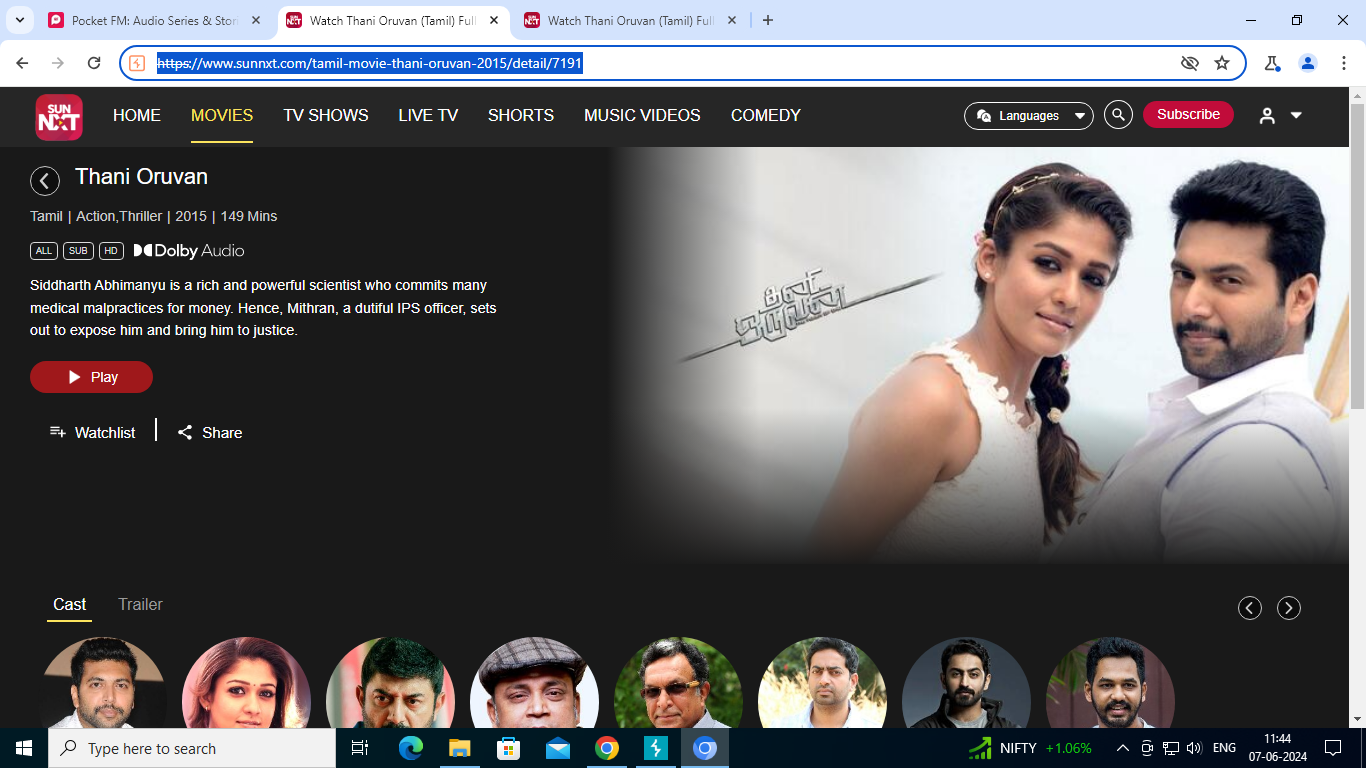 Pocket FM: Audio Series & Stori
Watch Thani Oruvan (Tamil) Full
Watch Thani Oruvan (Tamil) Full
https://www.sunnxt.com/tamil-movie-thani-oruvan-2015/detail/7191
SUN
NXT
HOME
MOVIES
TV SHOWS
LIVE TV
SHORTS
MUSIC VIDEOS
COMEDY
Languages
Subscribe
Thani Oruvan
Tamil | Action,Thriller | 2015 | 149 Mins
ALL
SUB
HD
Dolby Audio
Siddharth Abhimanyu is a rich and powerful scientist who commits many
medical malpractices for money. Hence, Mithran, a dutiful IPS officer, sets
out to expose him and bring him to justice.
தனி
ஒருவன்
Play
Watchlist
Share
Cast
Trailer
Type here to search
NIFTY +1.06%
ENG
11:44
07-06-2024